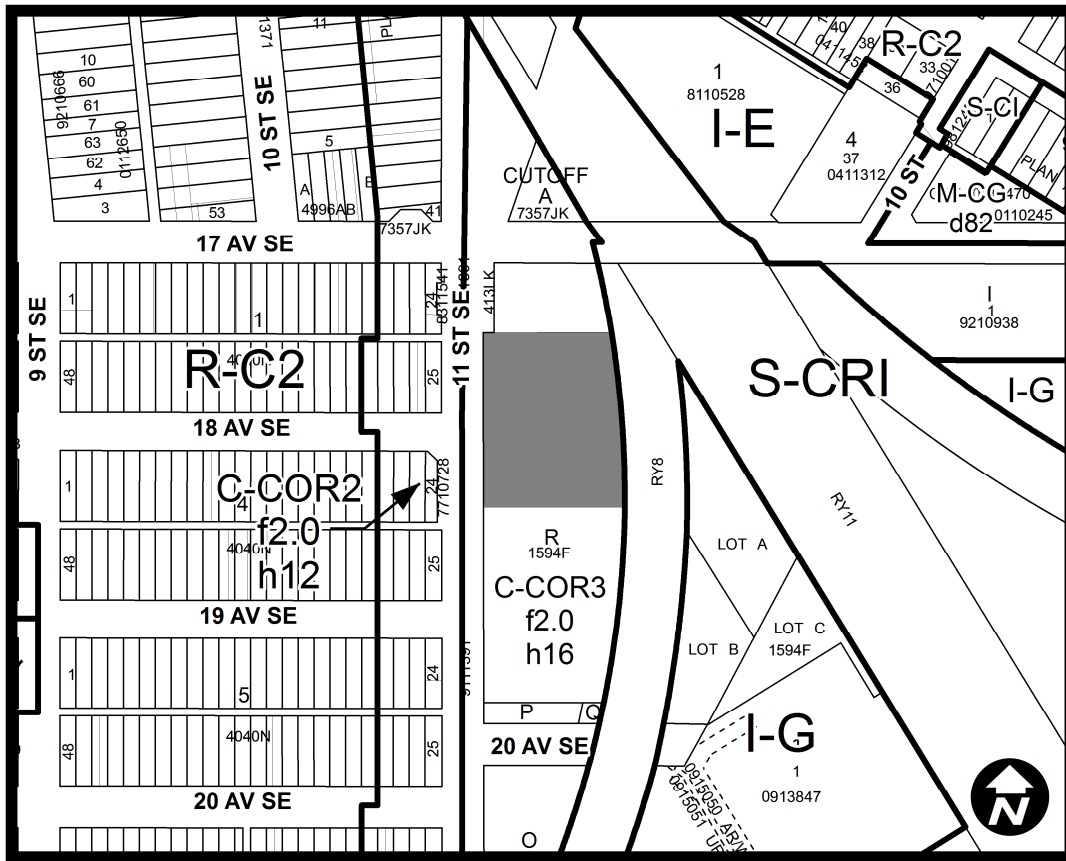 10
60
61
7
63
62
4
3
9210666
0112650
53
1371
10 ST SE
11
5
A
4996AB
41
7357JK
17 AV SE
CUTOFF
A
7357JK
1
8110528
I-E
40
38
R-C2
33
36
4
37
0411312
S-CI
PLAN
10 ST
M-CG
d82
0110245
9 ST SE
1
1
24
8311541
11 ST SE
413LK
I
1
9210938
I-G
R-C2
48
25
18 AV SE
S-CRI
RY8
RY11
1
4
24
7710728
C-COR2
f2.0
h12
48
4040N
25
19 AV SE
R
1594F
C-COR3
f2.0
h16
LOT A
LOT B
LOT C
1594F
1
5
24
P
Q
20 AV SE
48
4040N
25
20 AV SE
I-G
1
0913847
0915050
0915051
O
N